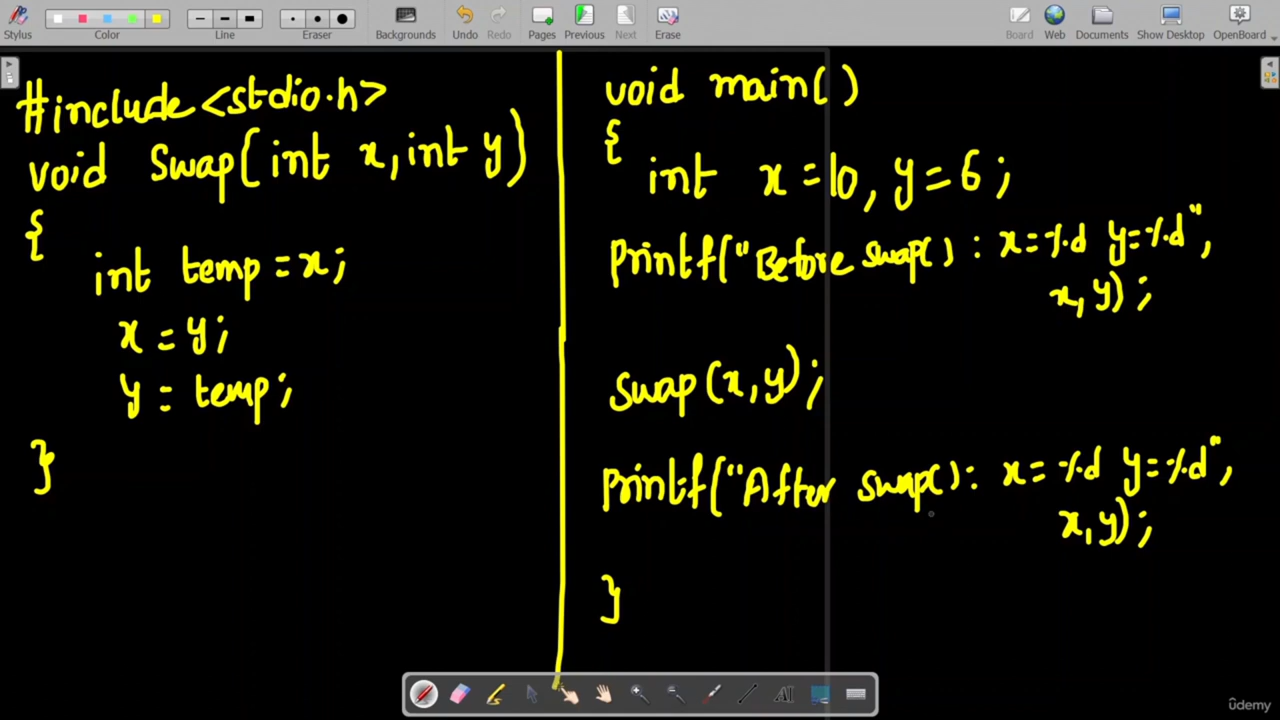 Stylus
Color
Line
Eraser
Backgrounds
Undo
Redo
Pages
Previous
Next
Erase
Board
Web
Documents
Show Desktop
OpenBoard
#include <stdio.h>
void Swap(int x, int y)
{
int temp = x;
x = y;
y = temp;
}
void main()
{
int x = 10, y = 6;
printf("Before swap() : x = %d y = %d",
x, y);
swap(x, y);
printf("After swap() : x = %d y = %d",
x, y);
}
AI
ûdemy